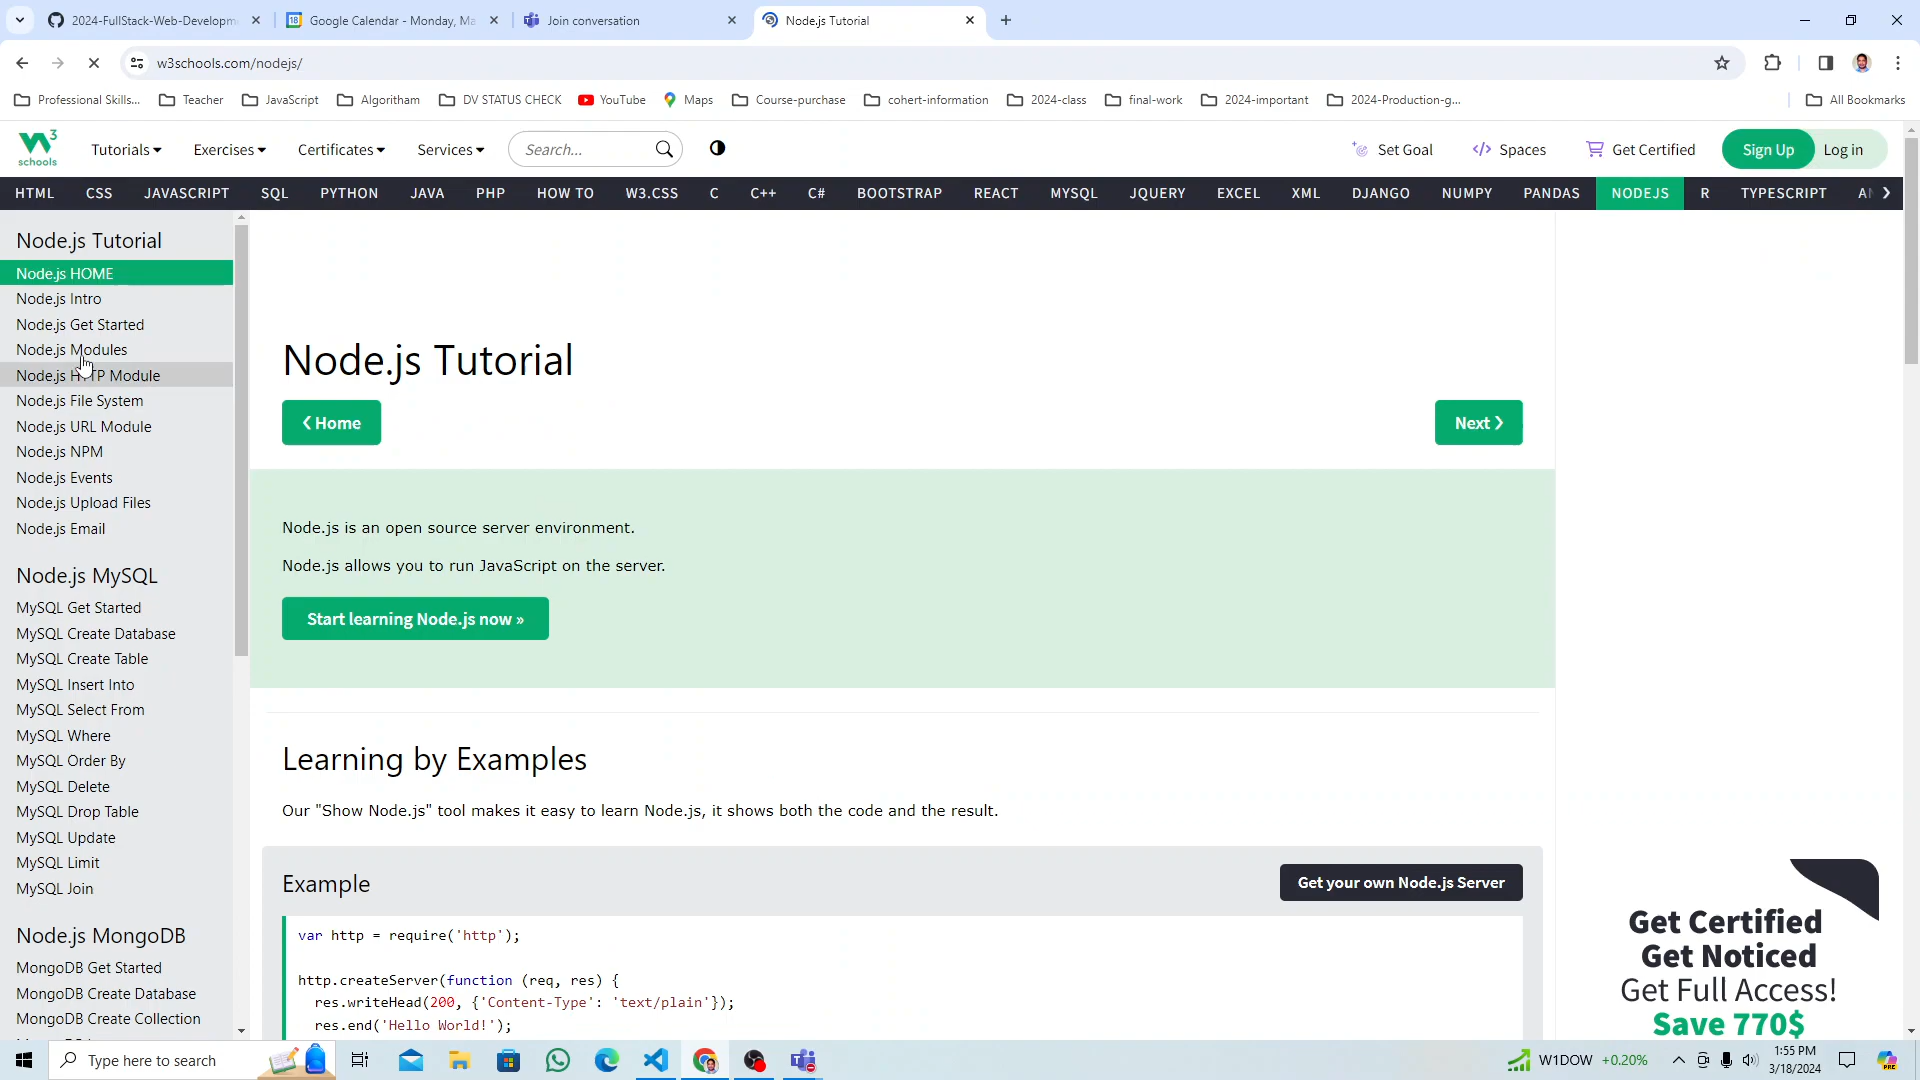 2024-FullStack-Web-Developm
Google Calendar - Monday, Ma
Join conversation
Node.js Tutorial
w3schools.com/nodejs/
Professional Skills...
Teacher
JavaScript
Algoritham
DV STATUS CHECK
YouTube
Maps
Course-purchase
cohert-information
2024-class
final-work
2024-important
2024-Production-g...
All Bookmarks
W3 schools
Tutorials
Exercises
Certificates
Services
Search...
Set Goal
Spaces
Get Certified
Sign Up
Log in
HTML CSS JAVASCRIPT SQL PYTHON JAVA PHP HOW TO W3.CSS C C++ C# BOOTSTRAP REACT MYSQL JQUERY EXCEL XML DJANGO NUMPY PANDAS NODEJS R TYPESCRIPT
Node.js Tutorial
Node.js HOME
Node.js Intro
Node.js Get Started
Node.js Modules
Node.js HTTP Module
Node.js File System
Node.js URL Module
Node.js NPM
Node.js Events
Node.js Upload Files
Node.js Email
Node.js MySQL
MySQL Get Started
MySQL Create Database
MySQL Create Table
MySQL Insert Into
MySQL Select From
MySQL Where
MySQL Order By
MySQL Delete
MySQL Drop Table
MySQL Update
MySQL Limit
MySQL Join
Node.js MongoDB
MongoDB Get Started
MongoDB Create Database
MongoDB Create Collection
Node.js Tutorial
❮ Home
Next ❯
Node.js is an open source server environment.
Node.js allows you to run JavaScript on the server.
Start learning Node.js now »
Learning by Examples
Our "Show Node.js" tool makes it easy to learn Node.js, it shows both the code and the result.
Example
Get your own Node.js Server
var http = require('http');
http.createServer(function (req, res) {
res.writeHead(200, {'Content-Type': 'text/plain'});
res.end('Hello World!');
Get Certified
Get Noticed
Get Full Access!
Save 770$
Type here to search
W1DOW +0.20%
1:55 PM
3/18/2024